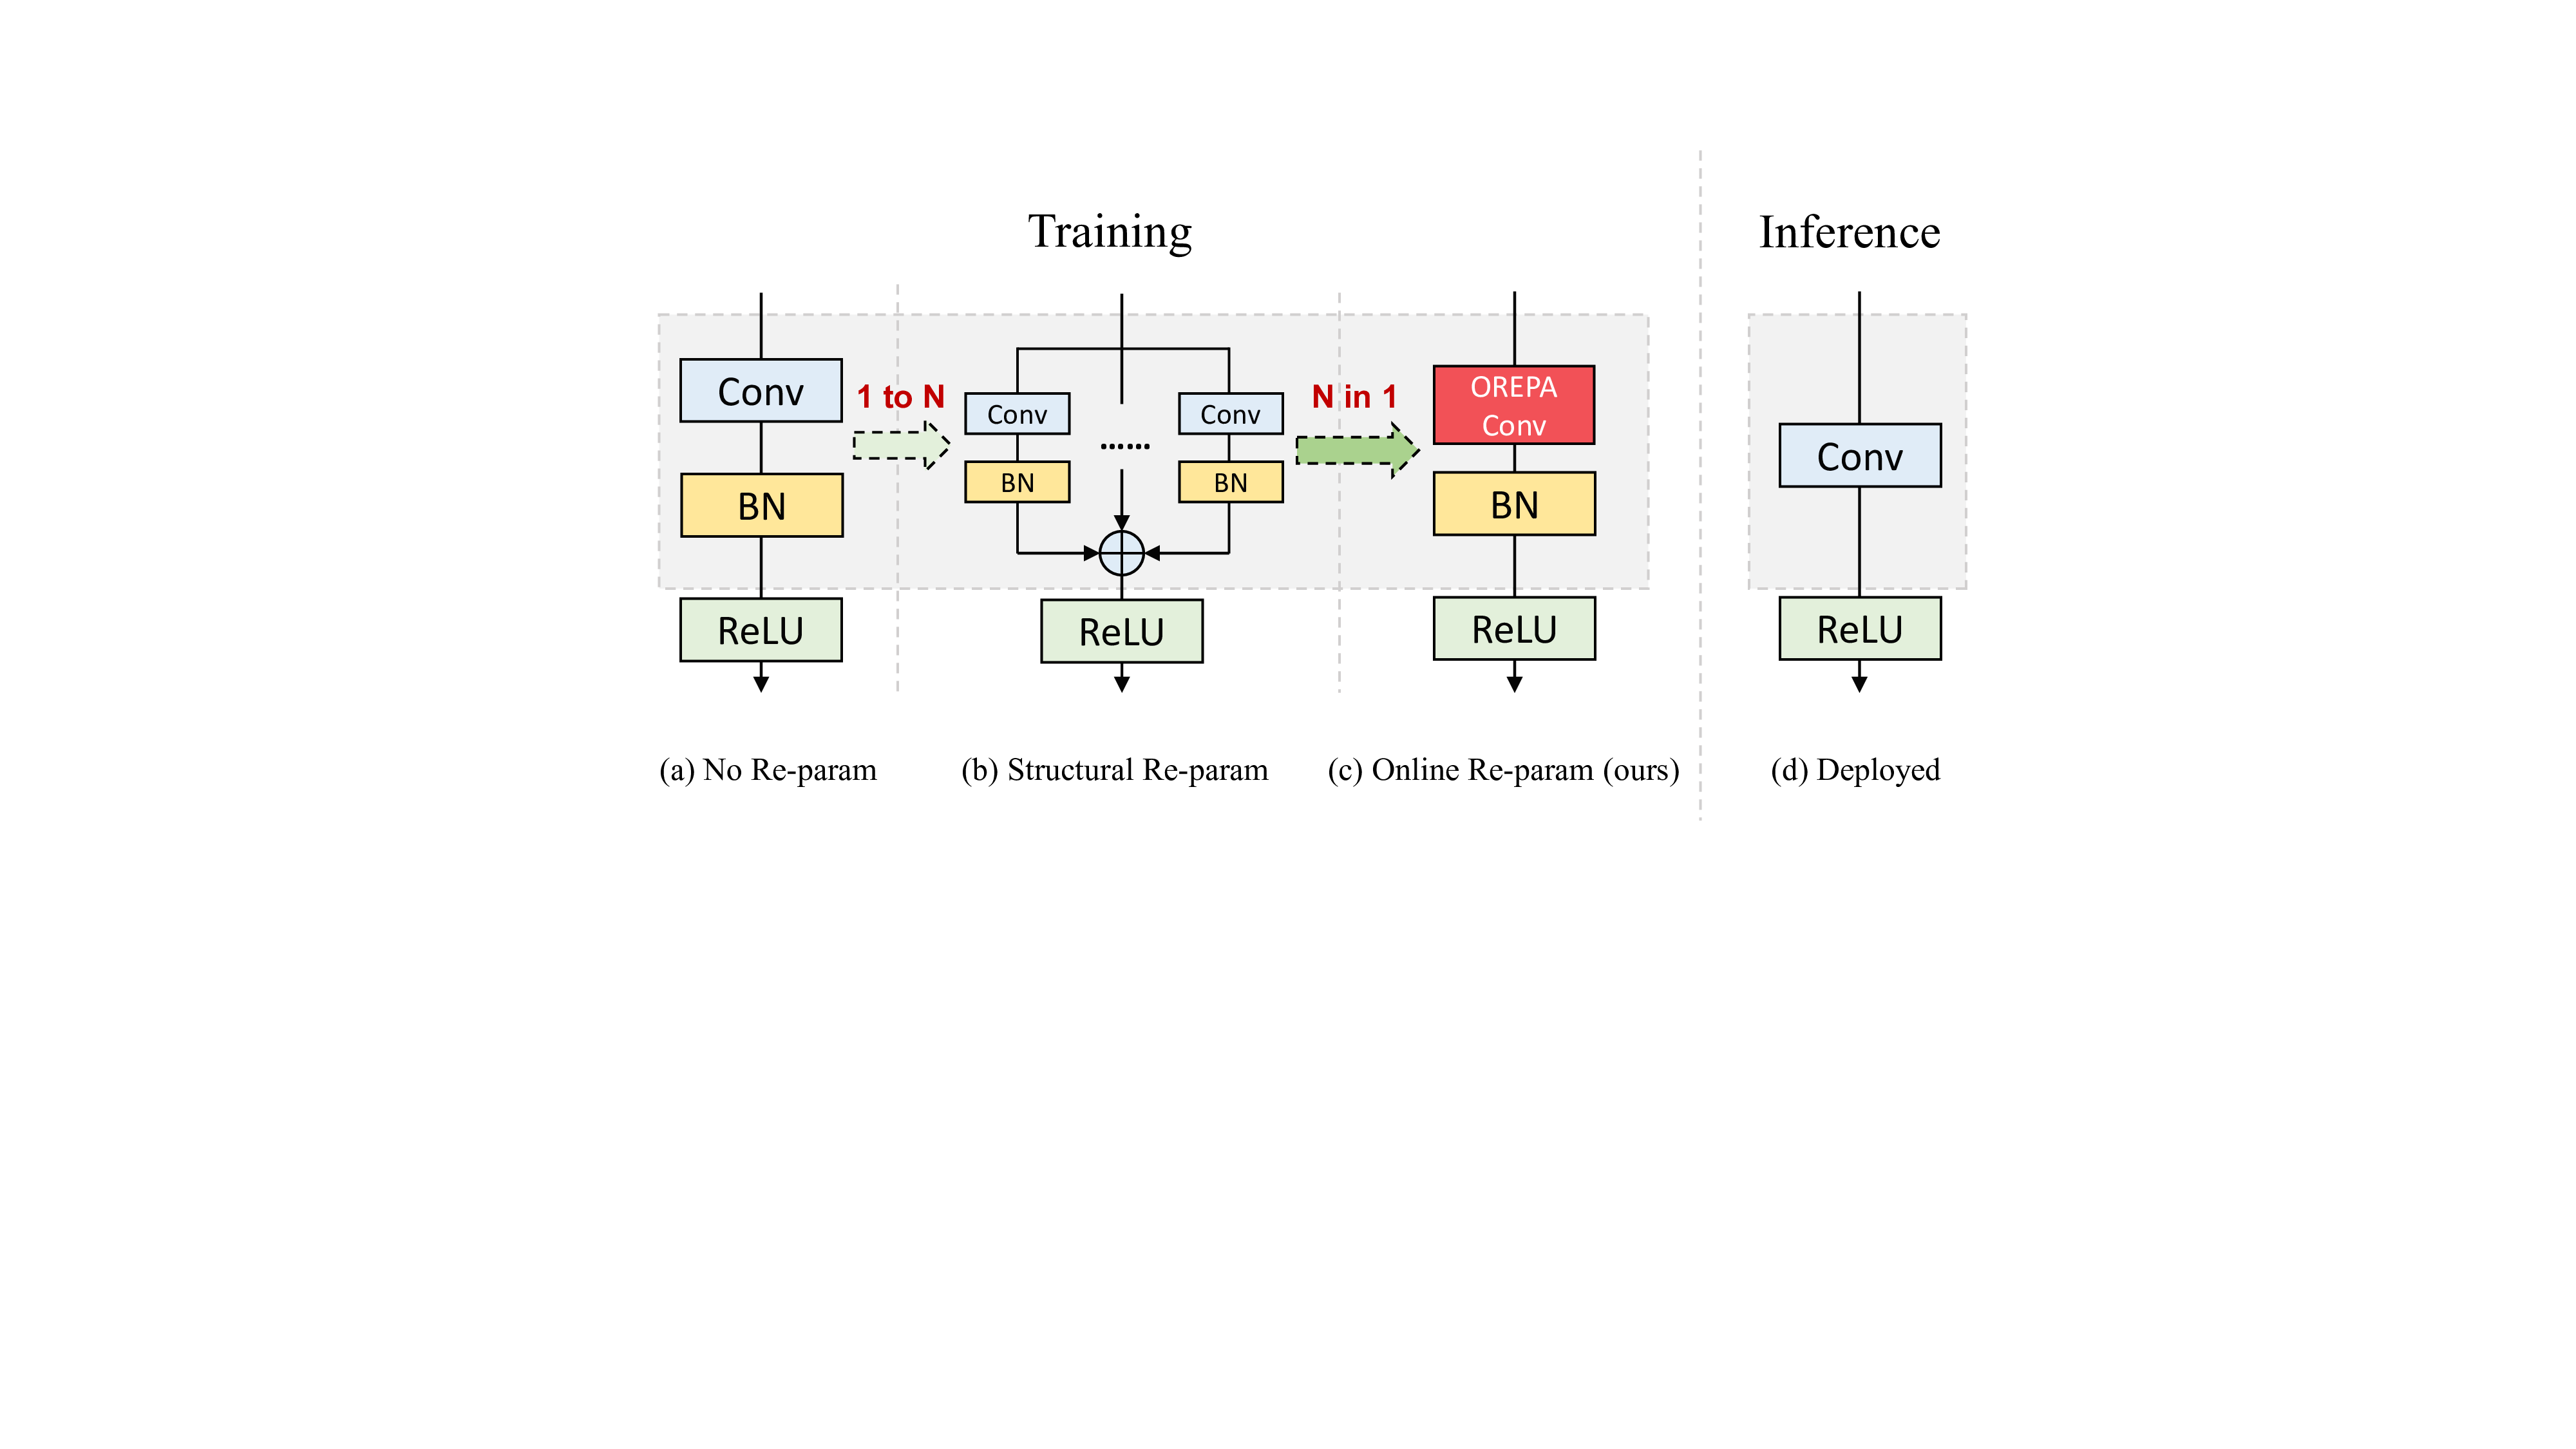 Training
Inference
Conv
BN
ReLU
1 to N
Conv
BN
......
Conv
BN
ReLU
N in 1
OREPA
Conv
BN
ReLU
Conv
ReLU
(a) No Re-param
(b) Structural Re-param
(c) Online Re-param (ours)
(d) Deployed